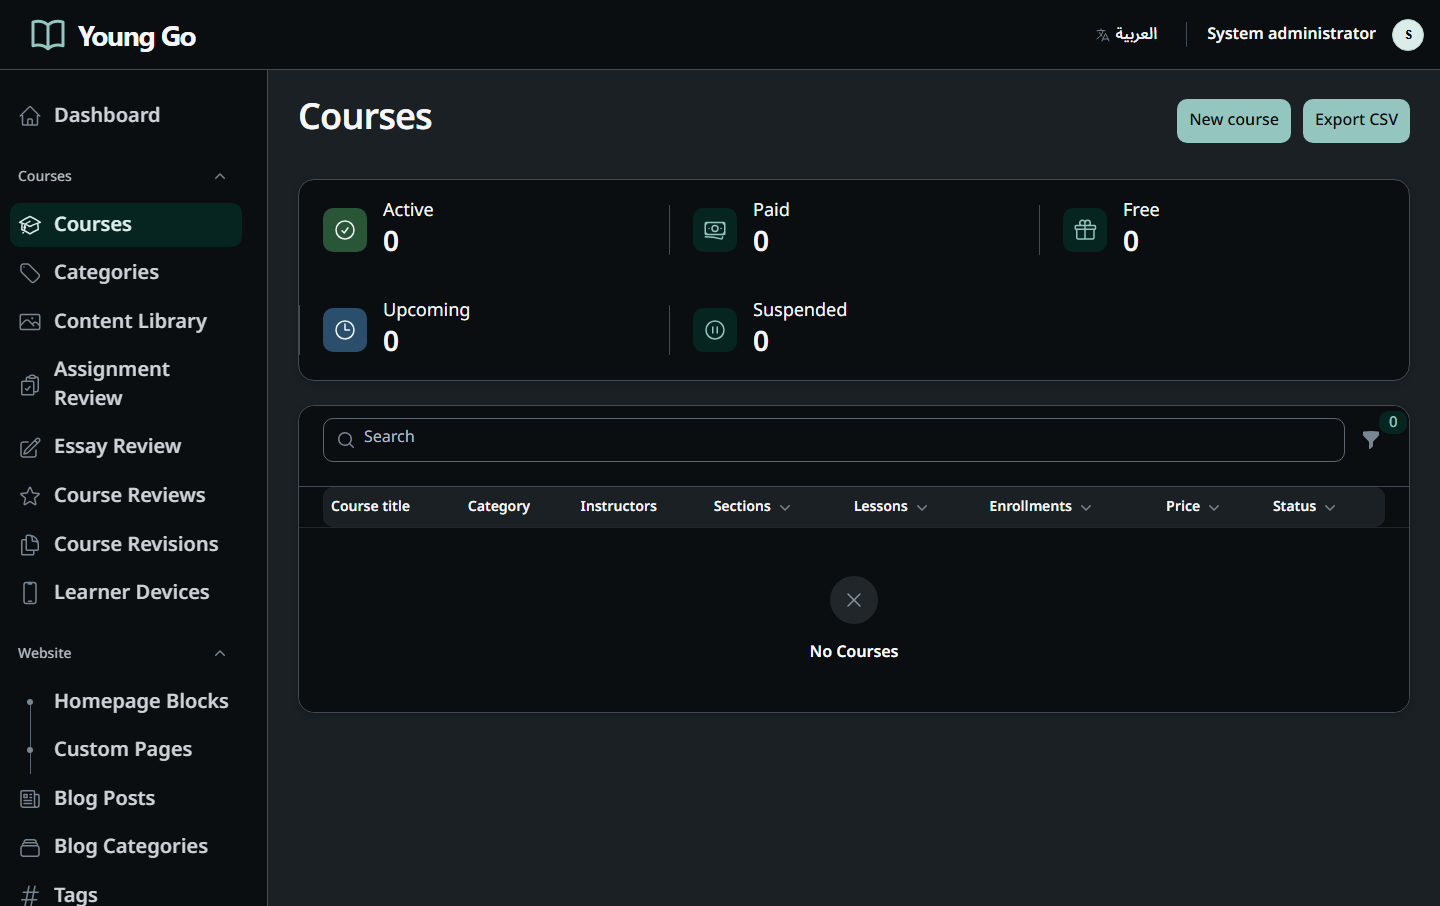 Young Go
العربية
System administrator
S
Dashboard
Courses
Courses
Categories
Content Library
Assignment
Review
Essay Review
Course Reviews
Course Revisions
Learner Devices
Website
Homepage Blocks
Custom Pages
Blog Posts
Blog Categories
Tags
Courses
New course
Export CSV
Active
0
Paid
0
Free
0
Upcoming
0
Suspended
0
Search
0
Course title Category Instructors Sections Lessons Enrollments Price Status
No Courses